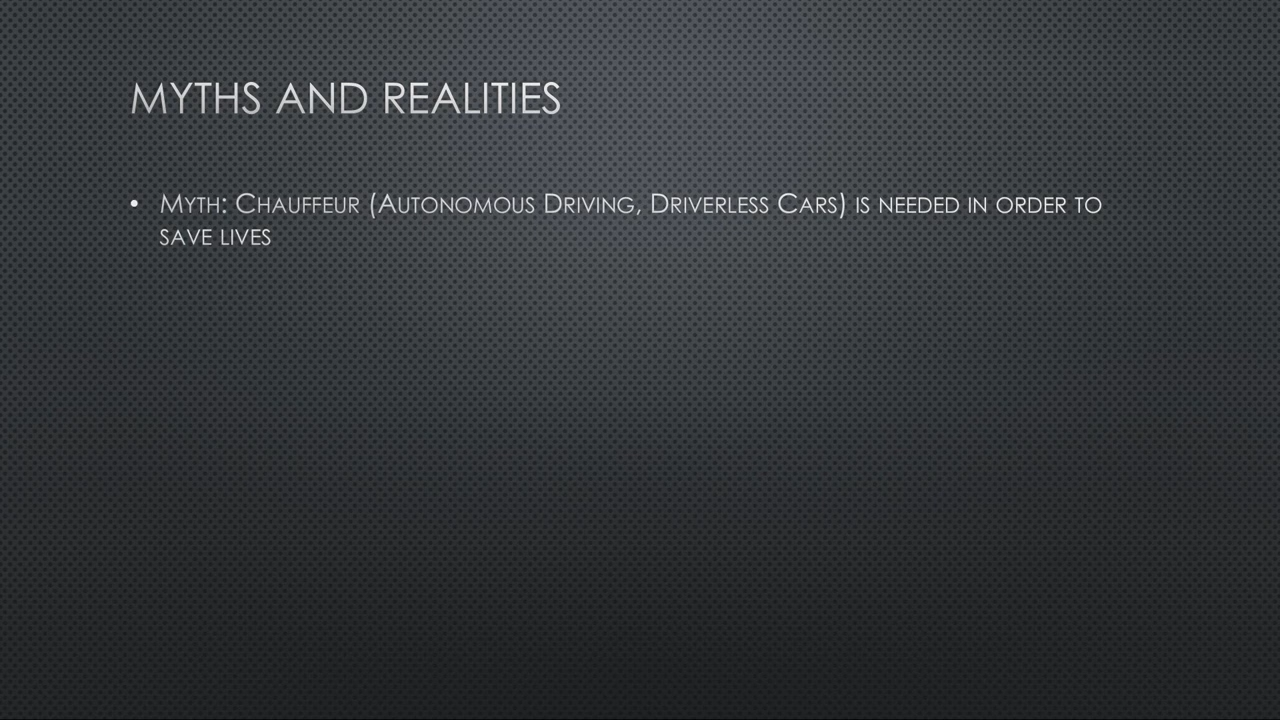 MYTHS AND REALITIES
• Myth: Chauffeur (Autonomous Driving, Driverless Cars) is needed in order to
save lives